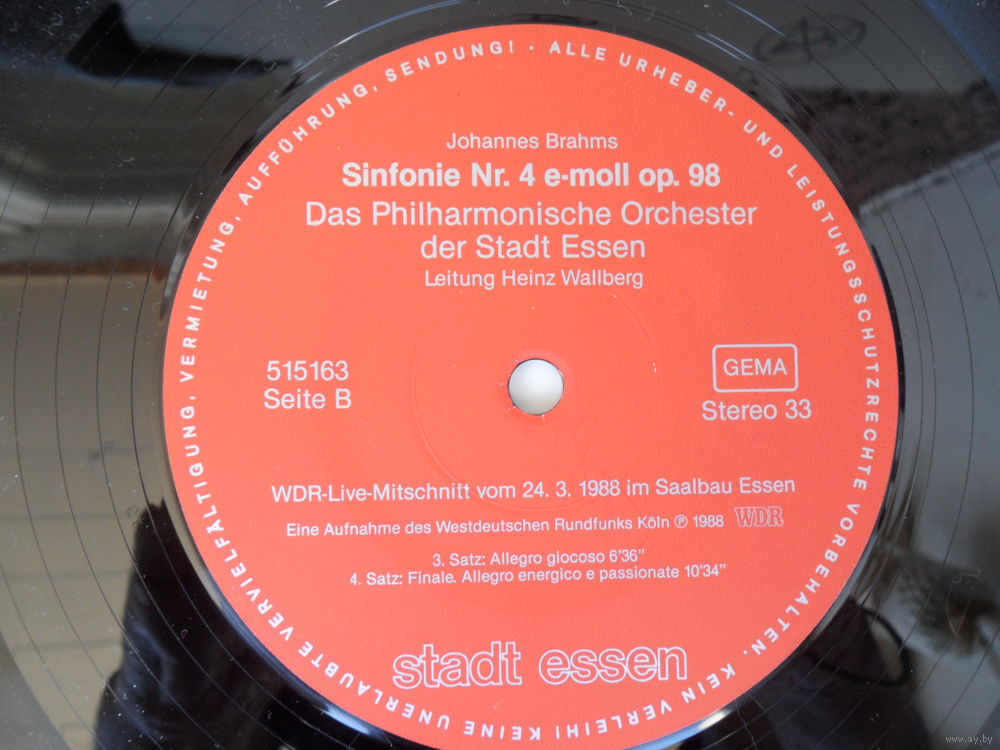 Johannes Brahms
Sinfonie Nr. 4 e-moll op. 98
Das Philharmonische Orchester
der Stadt Essen
Leitung Heinz Wallberg
515163
Seite B
GEMA
Stereo 33
WDR-Live-Mitschnitt vom 24. 3. 1988 im Saalbau Essen
Eine Aufnahme des Westdeutschen Rundfunks Köln ℗ 1988 WDR
3. Satz: Allegro giocoso 6'36"
4. Satz: Finale. Allegro energico e passionate 10'34"
stadt essen
· ALLE URHEBER- UND LEISTUNGSSCHUTZRECHTE VORBEHALTEN. KEIN VERLEIH! KEINE UNERLAUBTE VERVIELFÄLTIGUNG, VERMIETUNG, AUFFÜHRUNG, SENDUNG!
www.ay.by